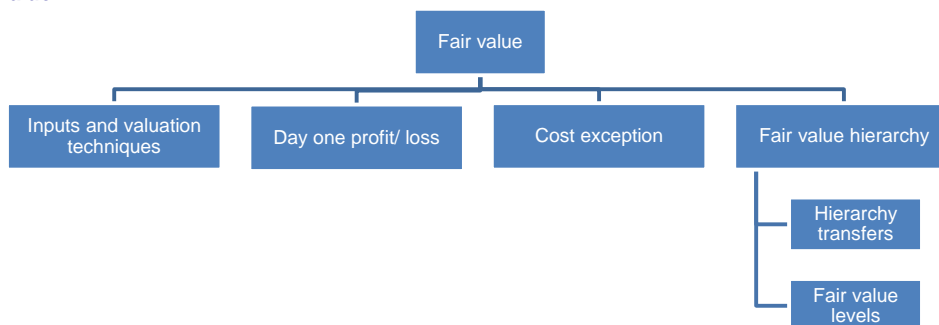 Fair value
Inputs and valuation
techniques
Day one profit/ loss
Cost exception
Fair value hierarchy
Hierarchy
transfers
Fair value
levels